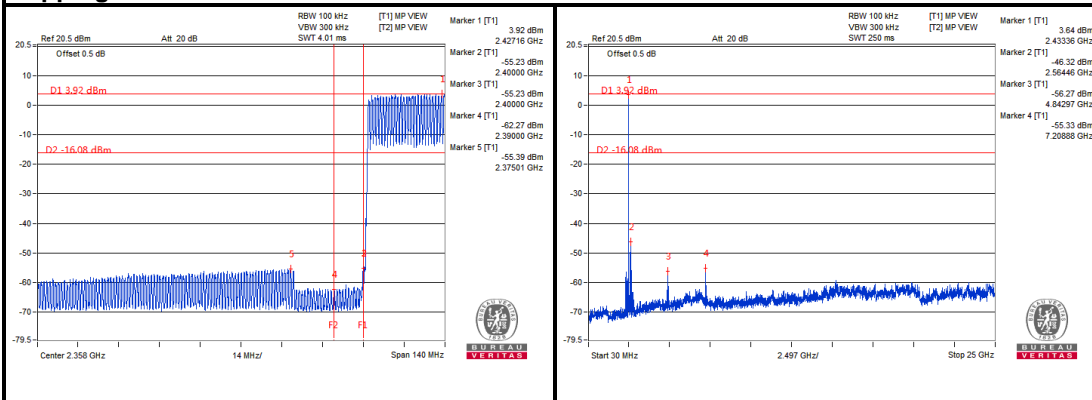 RBW 100 kHz [T1] MP VIEW
VBW 300 kHz [T2] MP VIEW
Ref 20.5 dBm Att 20 dB SWT 4.01 ms
Marker 1 [T1]
3.92 dBm
2.42716 GHz
Marker 2 [T1]
-55.23 dBm
2.40000 GHz
Marker 3 [T1]
-55.23 dBm
2.40000 GHz
Marker 4 [T1]
-62.27 dBm
2.39000 GHz
Marker 5 [T1]
-55.39 dBm
2.37501 GHz
20.5
Offset 0.5 dB
1
10
D1 3.92 dBm
0
-10
D2 -16.08 dBm
-20
-30
-40
-50
5
2
4
-60
-70
F2 F1
-79.5
Center 2.358 GHz 14 MHz/ Span 140 MHz
BUREAU VERITAS
1828
BUREAU
VERITAS
RBW 100 kHz [T1] MP VIEW
VBW 300 kHz [T2] MP VIEW
Ref 20.5 dBm Att 20 dB SWT 250 ms
Marker 1 [T1]
3.64 dBm
2.43336 GHz
Marker 2 [T1]
-46.32 dBm
2.56446 GHz
Marker 3 [T1]
-56.27 dBm
4.84297 GHz
Marker 4 [T1]
-55.33 dBm
7.20888 GHz
20.5
Offset 0.5 dB
1
10
D1 3.92 dBm
0
-10
D2 -16.08 dBm
-20
-30
-40
2
-50
3 4
-60
-70
-79.5
Start 30 MHz 2.497 GHz/ Stop 25 GHz
BUREAU VERITAS
1828
BUREAU
VERITAS